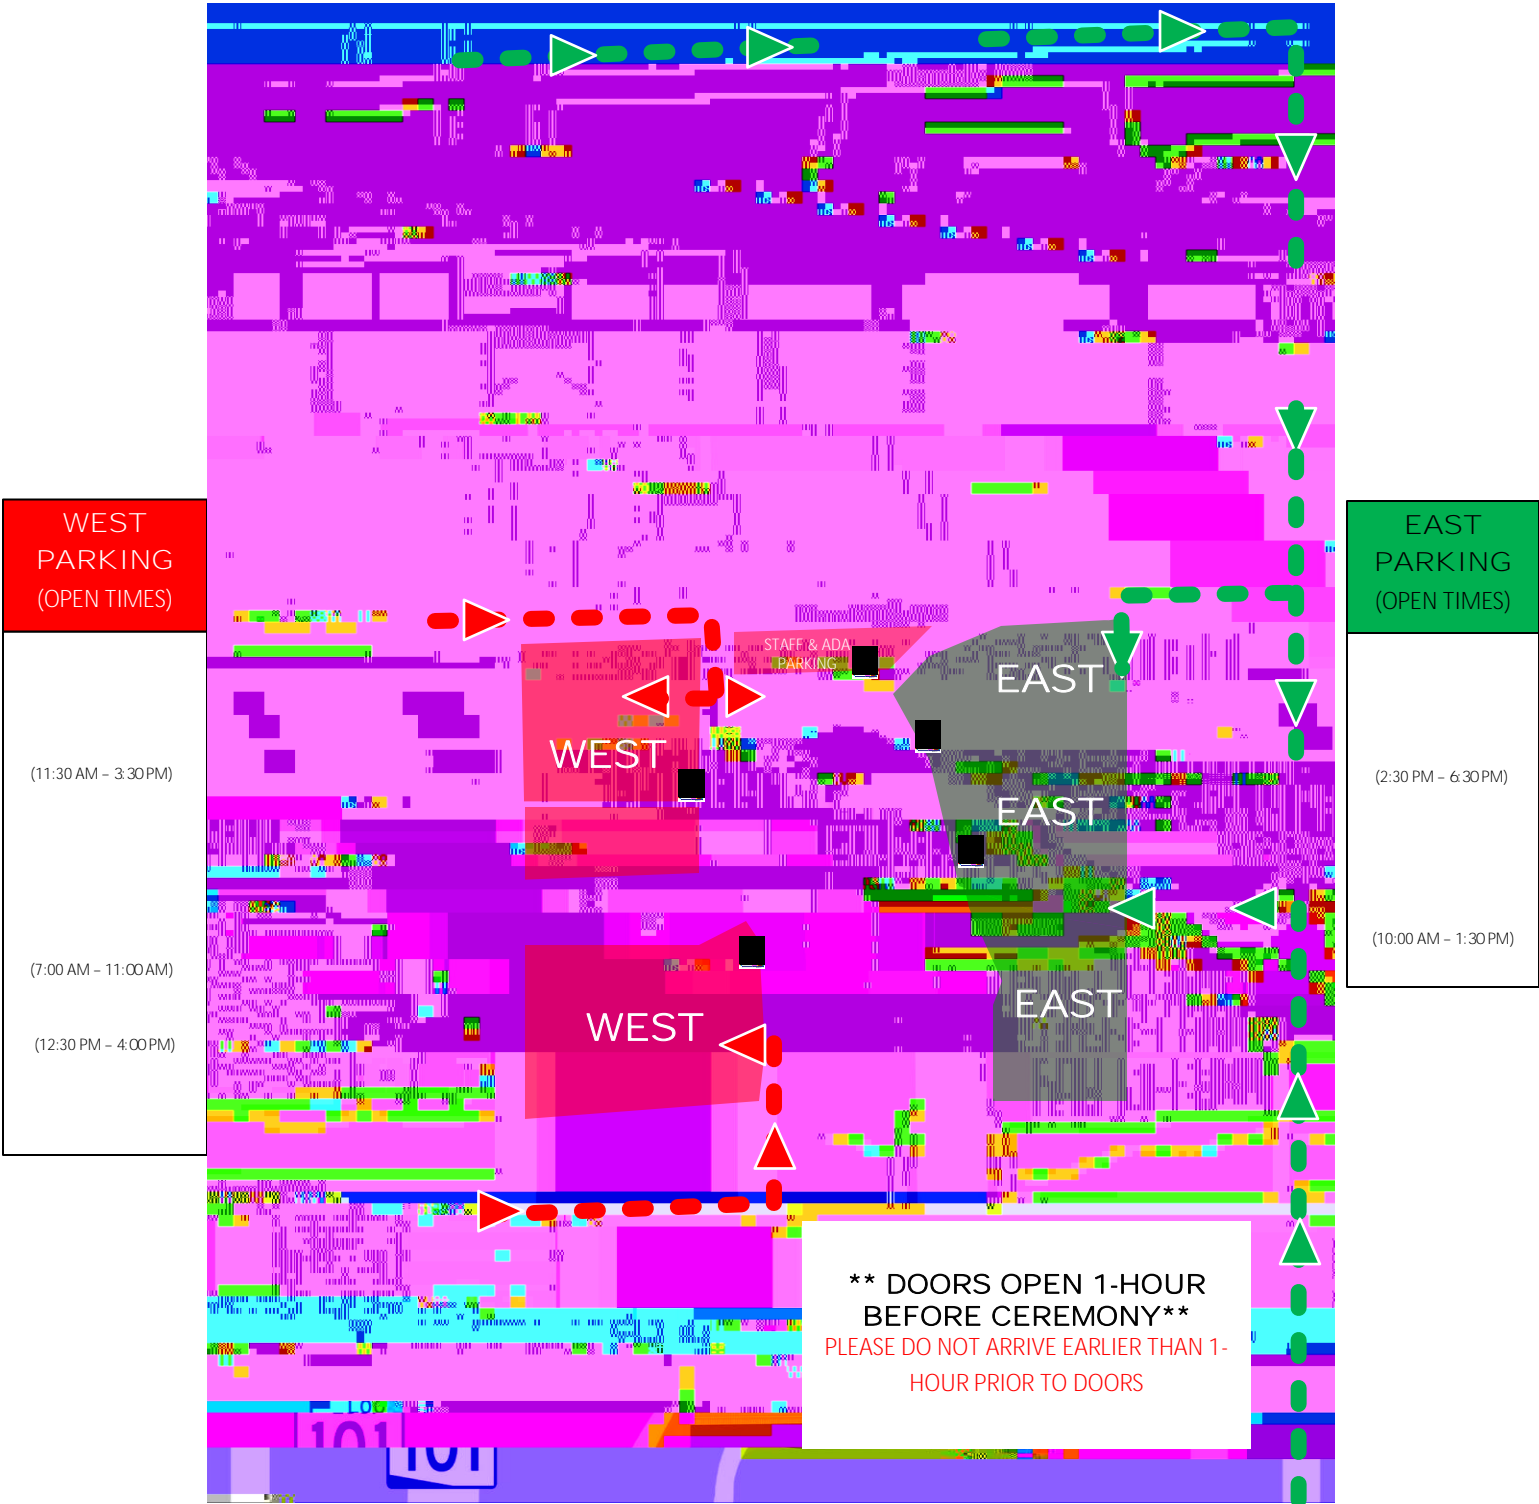 WEST
PARKING
(OPEN TIMES)
(11:30 AM – 3:30 PM)
(7:00 AM – 11:00 AM)
(12:30 PM – 4:00 PM)
STAFF & ADA
PARKING
WEST
WEST
EAST
EAST
EAST
EAST
PARKING
(OPEN TIMES)
(2:30 PM – 6:30 PM)
(10:00 AM – 1:30 PM)
** DOORS OPEN 1-HOUR
BEFORE CEREMONY**
PLEASE DO NOT ARRIVE EARLIER THAN 1-
HOUR PRIOR TO DOORS
101
101